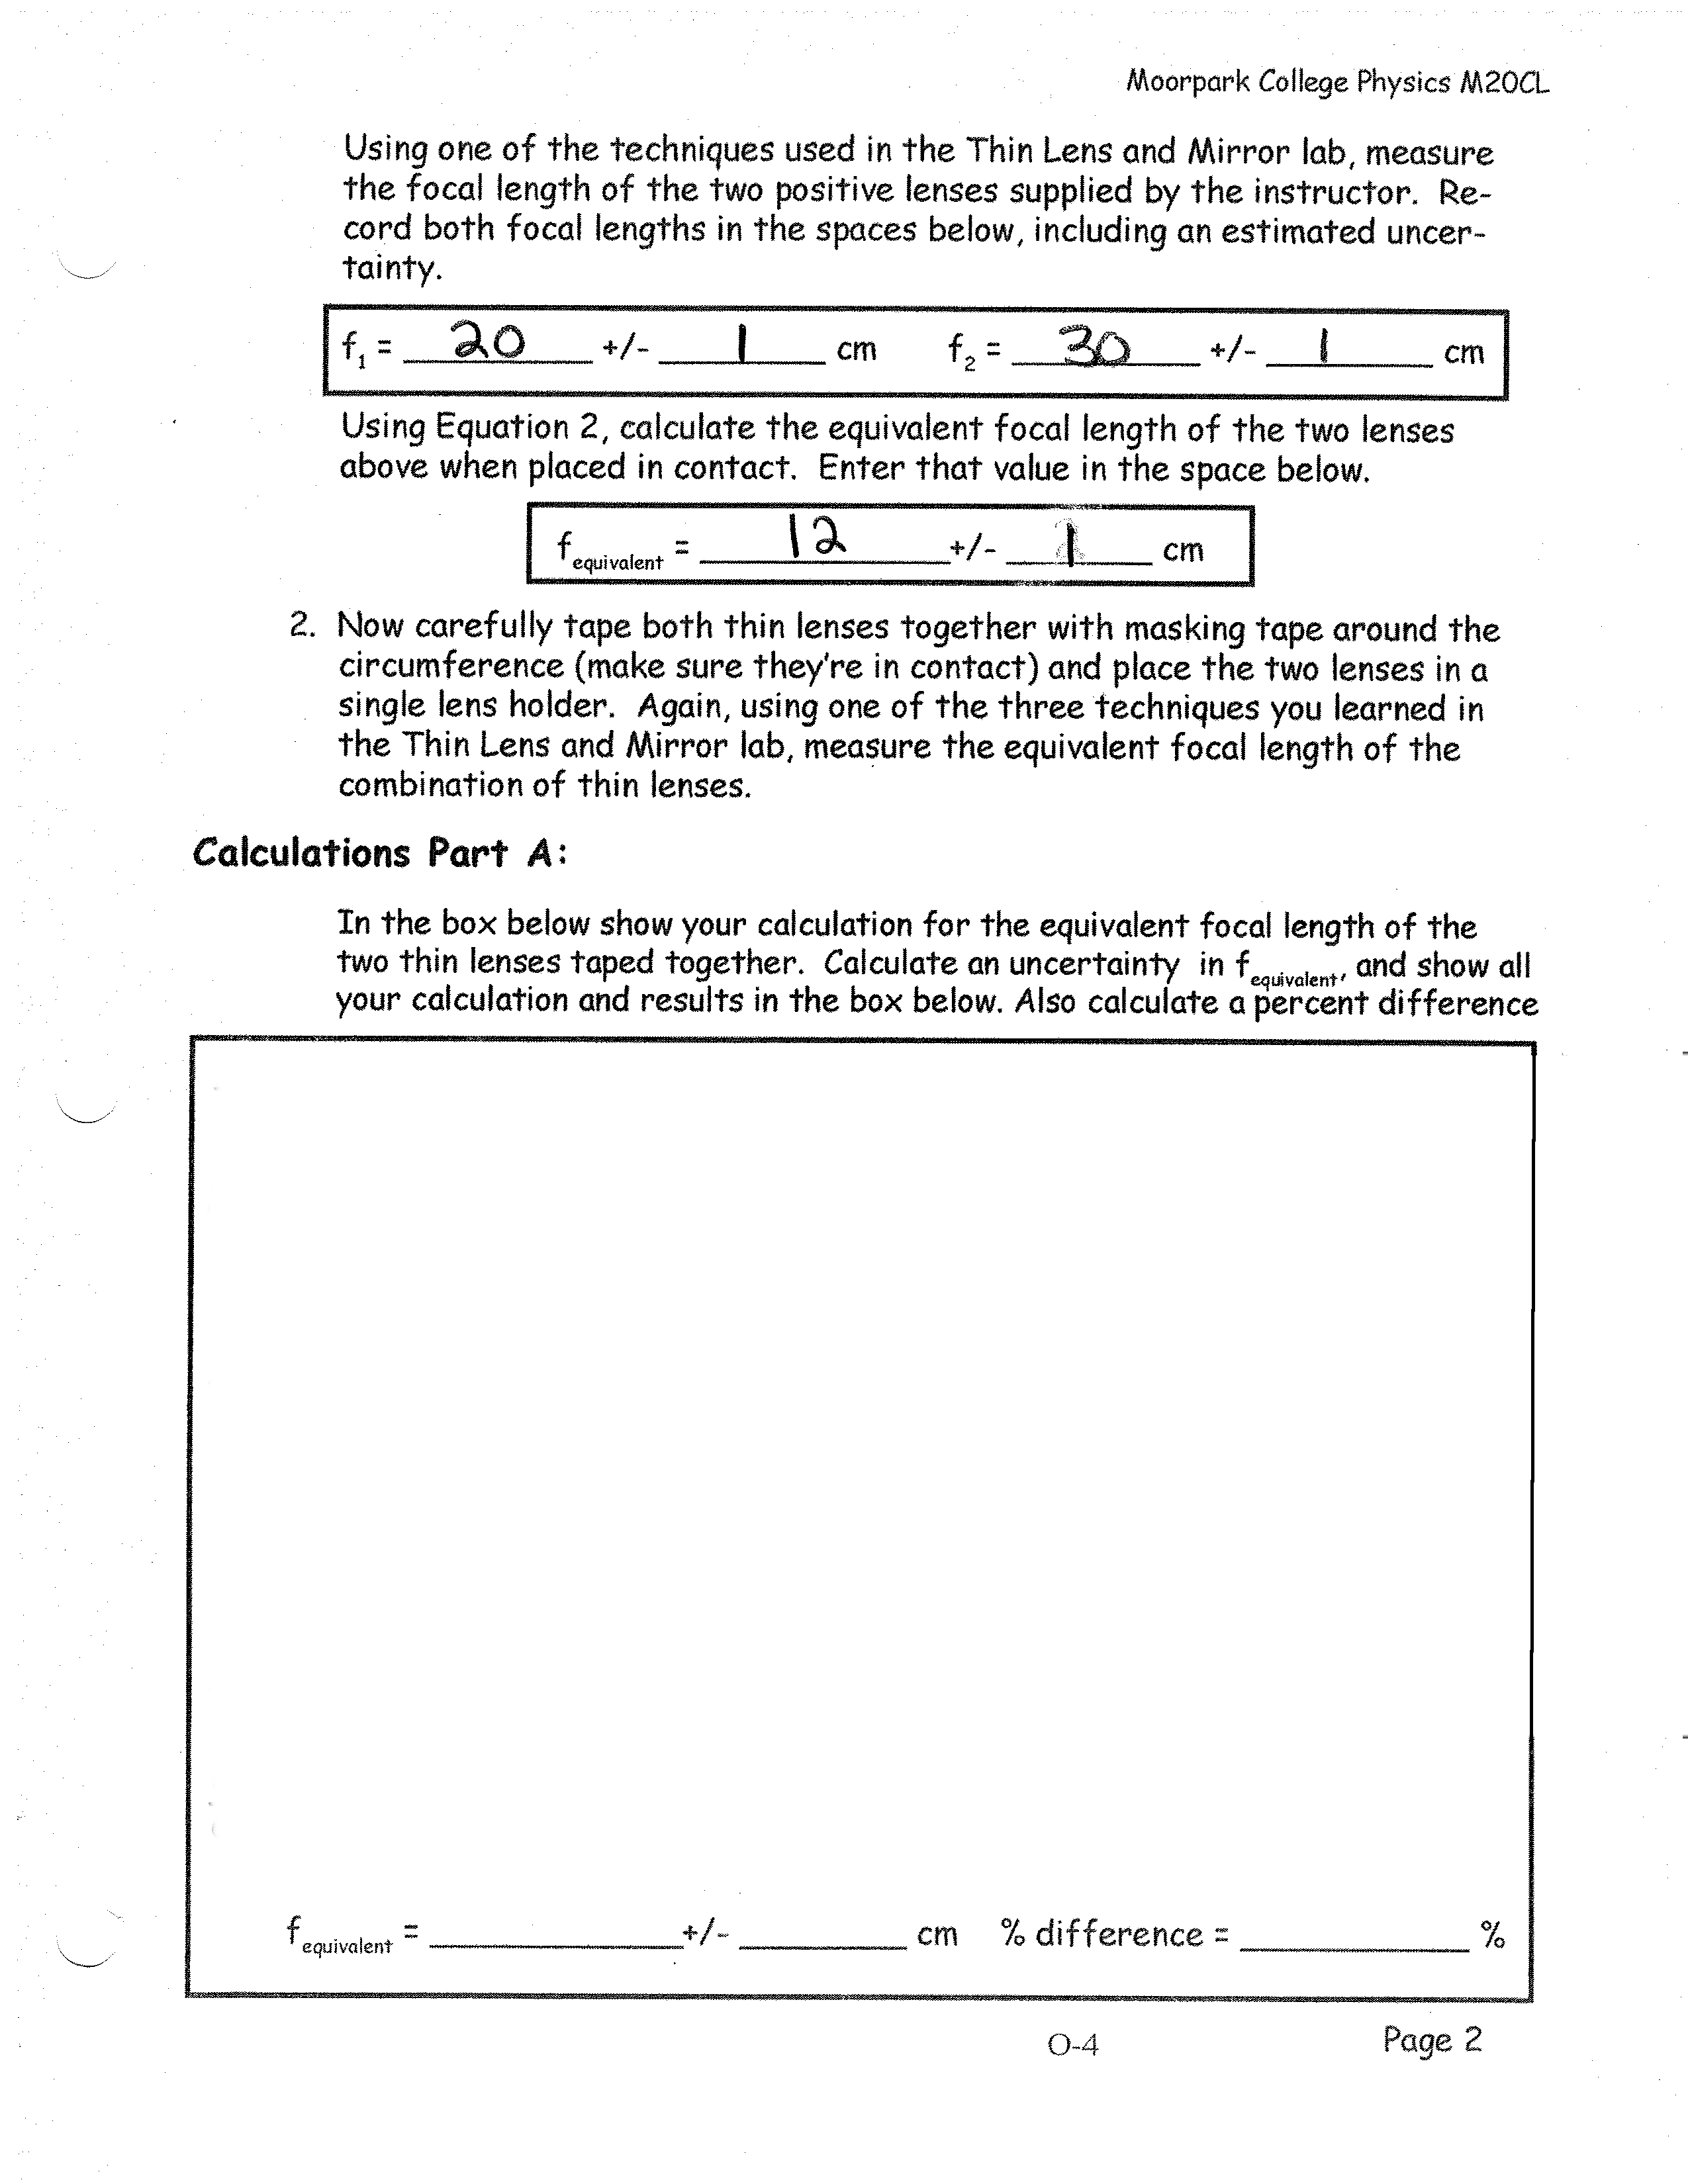 Moorpark College Physics M20CL
Using one of the techniques used in the Thin Lens and Mirror lab, measure
the focal length of the two positive lenses supplied by the instructor. Re-
cord both focal lengths in the spaces below, including an estimated uncer-
tainty.
f1 = 20 +/- 1 cm f2 = 30 +/- 1 cm
Using Equation 2, calculate the equivalent focal length of the two lenses
above when placed in contact. Enter that value in the space below.
fequivalent = 12 +/- 1 cm
2. Now carefully tape both thin lenses together with masking tape around the
circumference (make sure they're in contact) and place the two lenses in a
single lens holder. Again, using one of the three techniques you learned in
the Thin Lens and Mirror lab, measure the equivalent focal length of the
combination of thin lenses.
Calculations Part A:
In the box below show your calculation for the equivalent focal length of the
two thin lenses taped together. Calculate an uncertainty in fequivalent, and show all
your calculation and results in the box below. Also calculate a percent difference
fequivalent = +/- cm % difference = %
O-4 Page 2